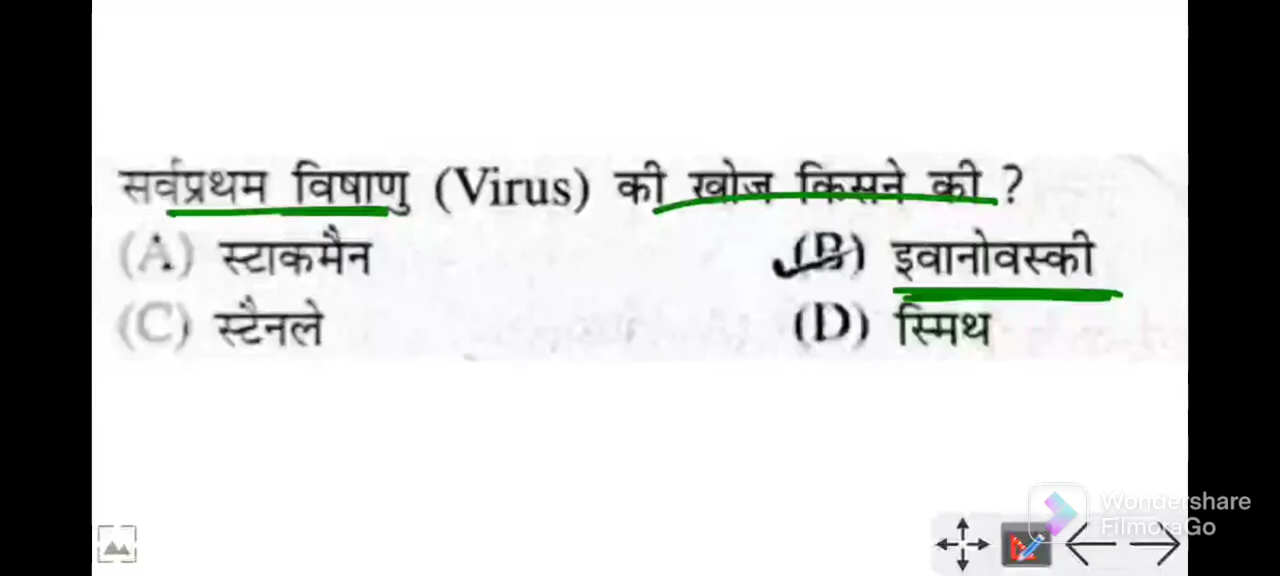 सर्वप्रथम विषाणु (Virus) की खोज किसने की ?
(A) स्टाकमैन (B) इवानोवस्की
(C) स्टैनले (D) स्मिथ
Wondershare
FilmoraGo